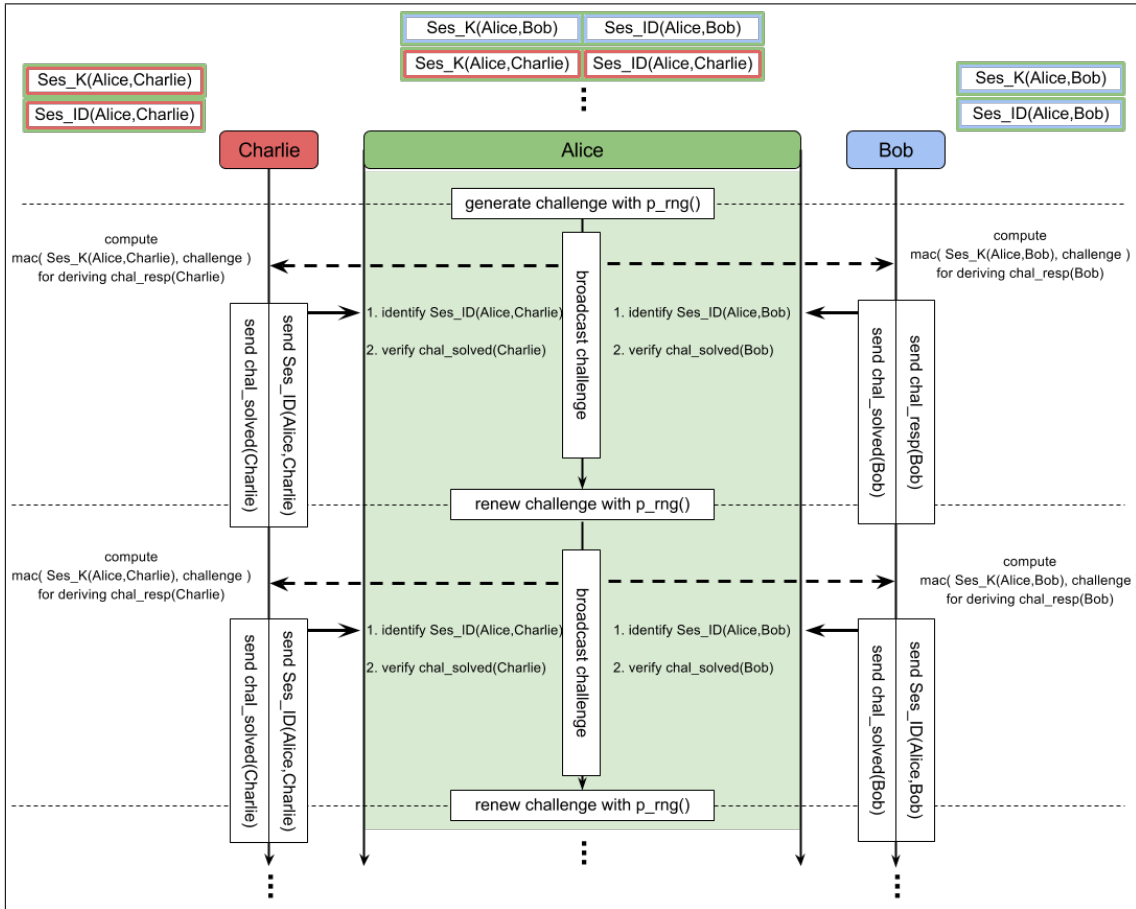 Ses_K(Alice,Bob) Ses_ID(Alice,Bob)
Ses_K(Alice,Charlie) Ses_ID(Alice,Charlie)
Ses_K(Alice,Charlie)
Ses_ID(Alice,Charlie)
Ses_K(Alice,Bob)
Ses_ID(Alice,Bob)
Charlie
Alice
Bob
generate challenge with p_rng()
compute
mac( Ses_K(Alice,Charlie), challenge )
for deriving chal_resp(Charlie)
compute
mac( Ses_K(Alice,Bob), challenge )
for deriving chal_resp(Bob)
broadcast challenge
1. identify Ses_ID(Alice,Charlie)
2. verify chal_solved(Charlie)
1. identify Ses_ID(Alice,Bob)
2. verify chal_solved(Bob)
send Ses_ID(Alice,Charlie)
send chal_solved(Charlie)
send chal_resp(Bob)
send chal_solved(Bob)
renew challenge with p_rng()
compute
mac( Ses_K(Alice,Charlie), challenge )
for deriving chal_resp(Charlie)
compute
mac( Ses_K(Alice,Bob), challenge
for deriving chal_resp(Bob)
broadcast challenge
1. identify Ses_ID(Alice,Charlie)
2. verify chal_solved(Charlie)
1. identify Ses_ID(Alice,Bob)
2. verify chal_solved(Bob)
send Ses_ID(Alice,Charlie)
send chal_solved(Charlie)
send Ses_ID(Alice,Bob)
send chal_solved(Bob)
renew challenge with p_rng()